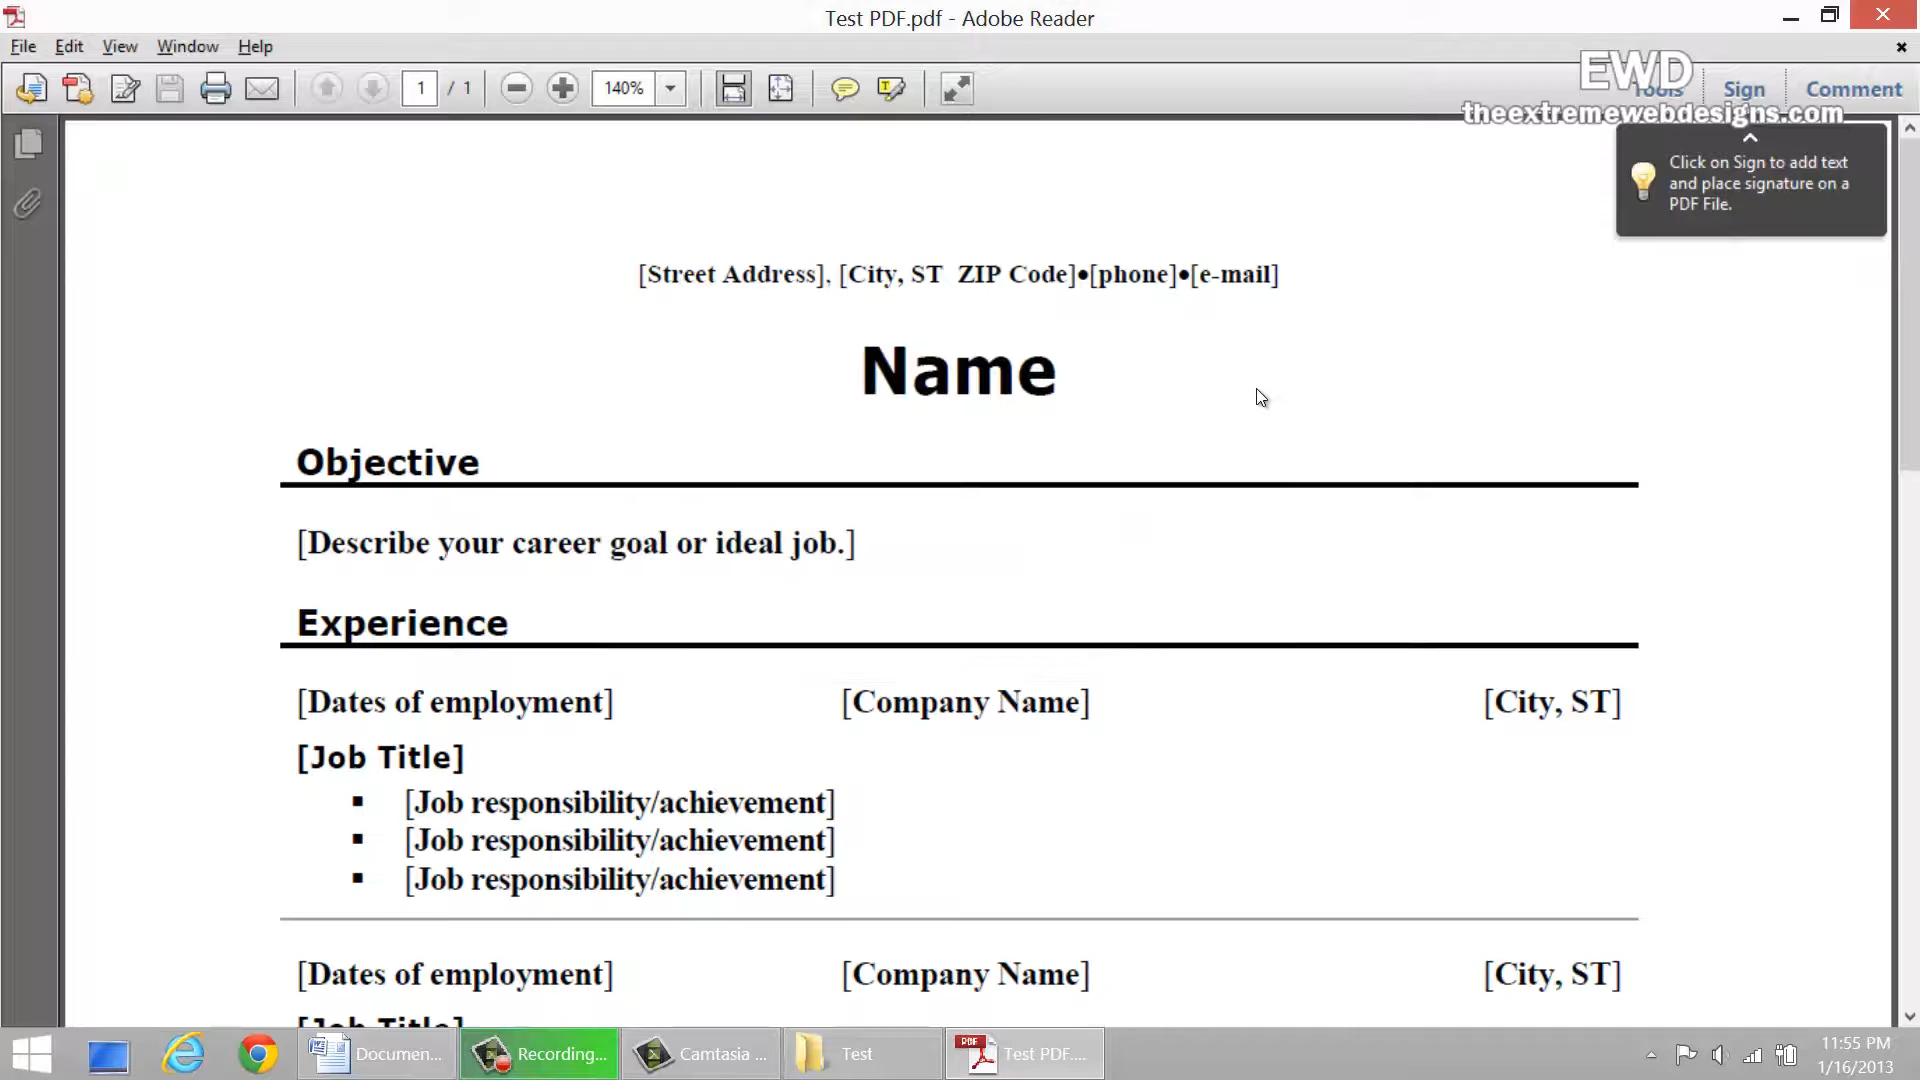 Test PDF.pdf - Adobe Reader
File Edit View Window Help
1 / 1 140% Tools Sign Comment
EWD
theextremewebdesigns.com
Click on Sign to add text
and place signature on a
PDF File.
[Street Address], [City, ST  ZIP Code]•[phone]•[e-mail]
Name
Objective
[Describe your career goal or ideal job.]
Experience
[Dates of employment] [Company Name] [City, ST]
[Job Title]
▪ [Job responsibility/achievement]
▪ [Job responsibility/achievement]
▪ [Job responsibility/achievement]
[Dates of employment] [Company Name] [City, ST]
[Job Title]
Documen... Recording... Camtasia ... Test PDF Test PDF....
11:55 PM
1/16/2013